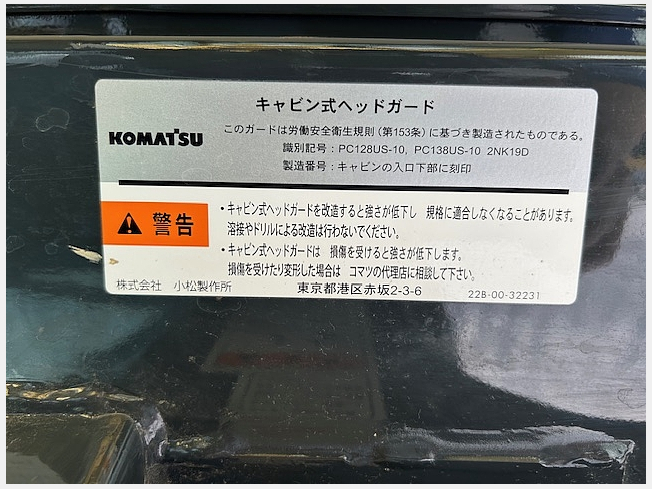 キャビン式ヘッドガード
KOMATSU
このガードは労働安全衛生規則(第153条)に基づき製造されたものである。
識別記号：PC128US-10, PC138US-10 2NK19D
製造番号：キャビンの入口下部に刻印
警告
・キャビン式ヘッドガードを改造すると強さが低下し 規格に適合しなくなることがあります。
溶接やドリルによる改造は行わないでください。
・キャビン式ヘッドガードは 損傷を受けると強さが低下します。
損傷を受けたり変形した場合は コマツの代理店に相談して下さい。
株式会社 小松製作所 東京都港区赤坂2-3-6 22B-00-32231